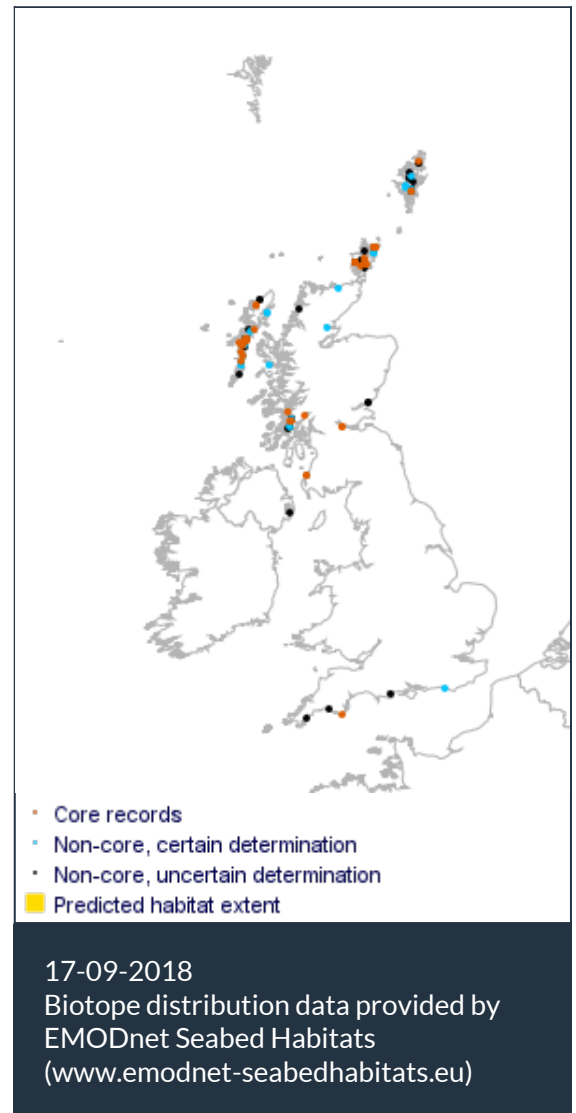 Core records
Non-core, certain determination
Non-core, uncertain determination
Predicted habitat extent
17-09-2018
Biotope distribution data provided by
EMODnet Seabed Habitats
(www.emodnet-seabedhabitats.eu)